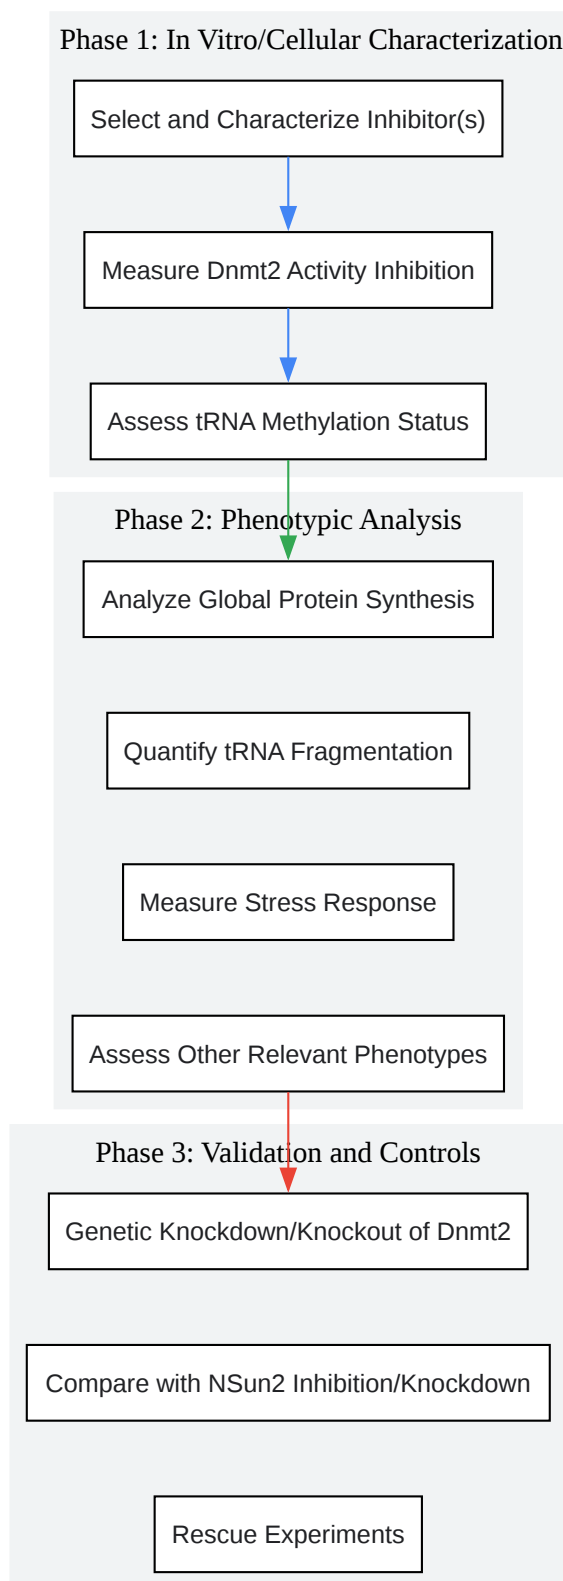 Phase 1: In Vitro/Cellular Characterization
Select and Characterize Inhibitor(s)
Measure Dnmt2 Activity Inhibition
Assess tRNA Methylation Status
Phase 2: Phenotypic Analysis
Analyze Global Protein Synthesis
Quantify tRNA Fragmentation
Measure Stress Response
Assess Other Relevant Phenotypes
Phase 3: Validation and Controls
Genetic Knockdown/Knockout of Dnmt2
Compare with NSun2 Inhibition/Knockdown
Rescue Experiments